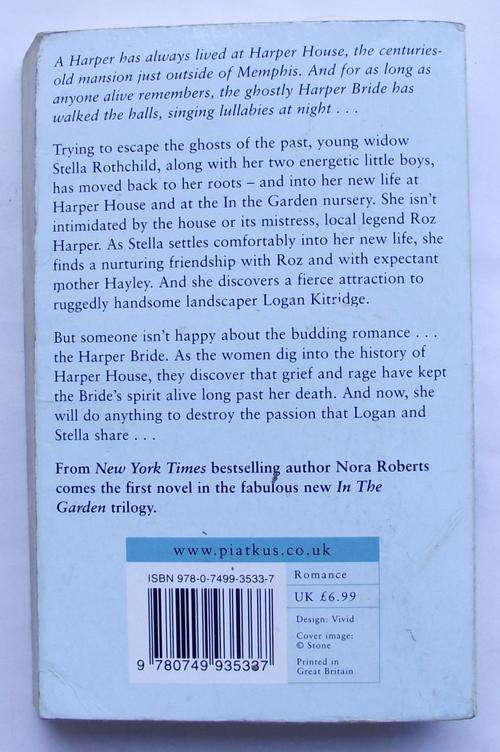 A Harper has always lived at Harper House, the centuries-
old mansion just outside of Memphis. And for as long as
anyone alive remembers, the ghostly Harper Bride has
walked the halls, singing lullabies at night . . .
Trying to escape the ghosts of the past, young widow
Stella Rothchild, along with her two energetic little boys,
has moved back to her roots – and into her new life at
Harper House and at the In the Garden nursery. She isn't
intimidated by the house or its mistress, local legend Roz
Harper. As Stella settles comfortably into her new life, she
finds a nurturing friendship with Roz and with expectant
mother Hayley. And she discovers a fierce attraction to
ruggedly handsome landscaper Logan Kitridge.
But someone isn't happy about the budding romance . . .
the Harper Bride. As the women dig into the history of
Harper House, they discover that grief and rage have kept
the Bride's spirit alive long past her death. And now, she
will do anything to destroy the passion that Logan and
Stella share . . .
From New York Times bestselling author Nora Roberts
comes the first novel in the fabulous new In The
Garden trilogy.
www.piatkus.co.uk
ISBN 978-0-7499-3533-7
9 780749 935337
Romance
UK £6.99
Design: Vivid
Cover image:
© Stone
Printed in
Great Britain